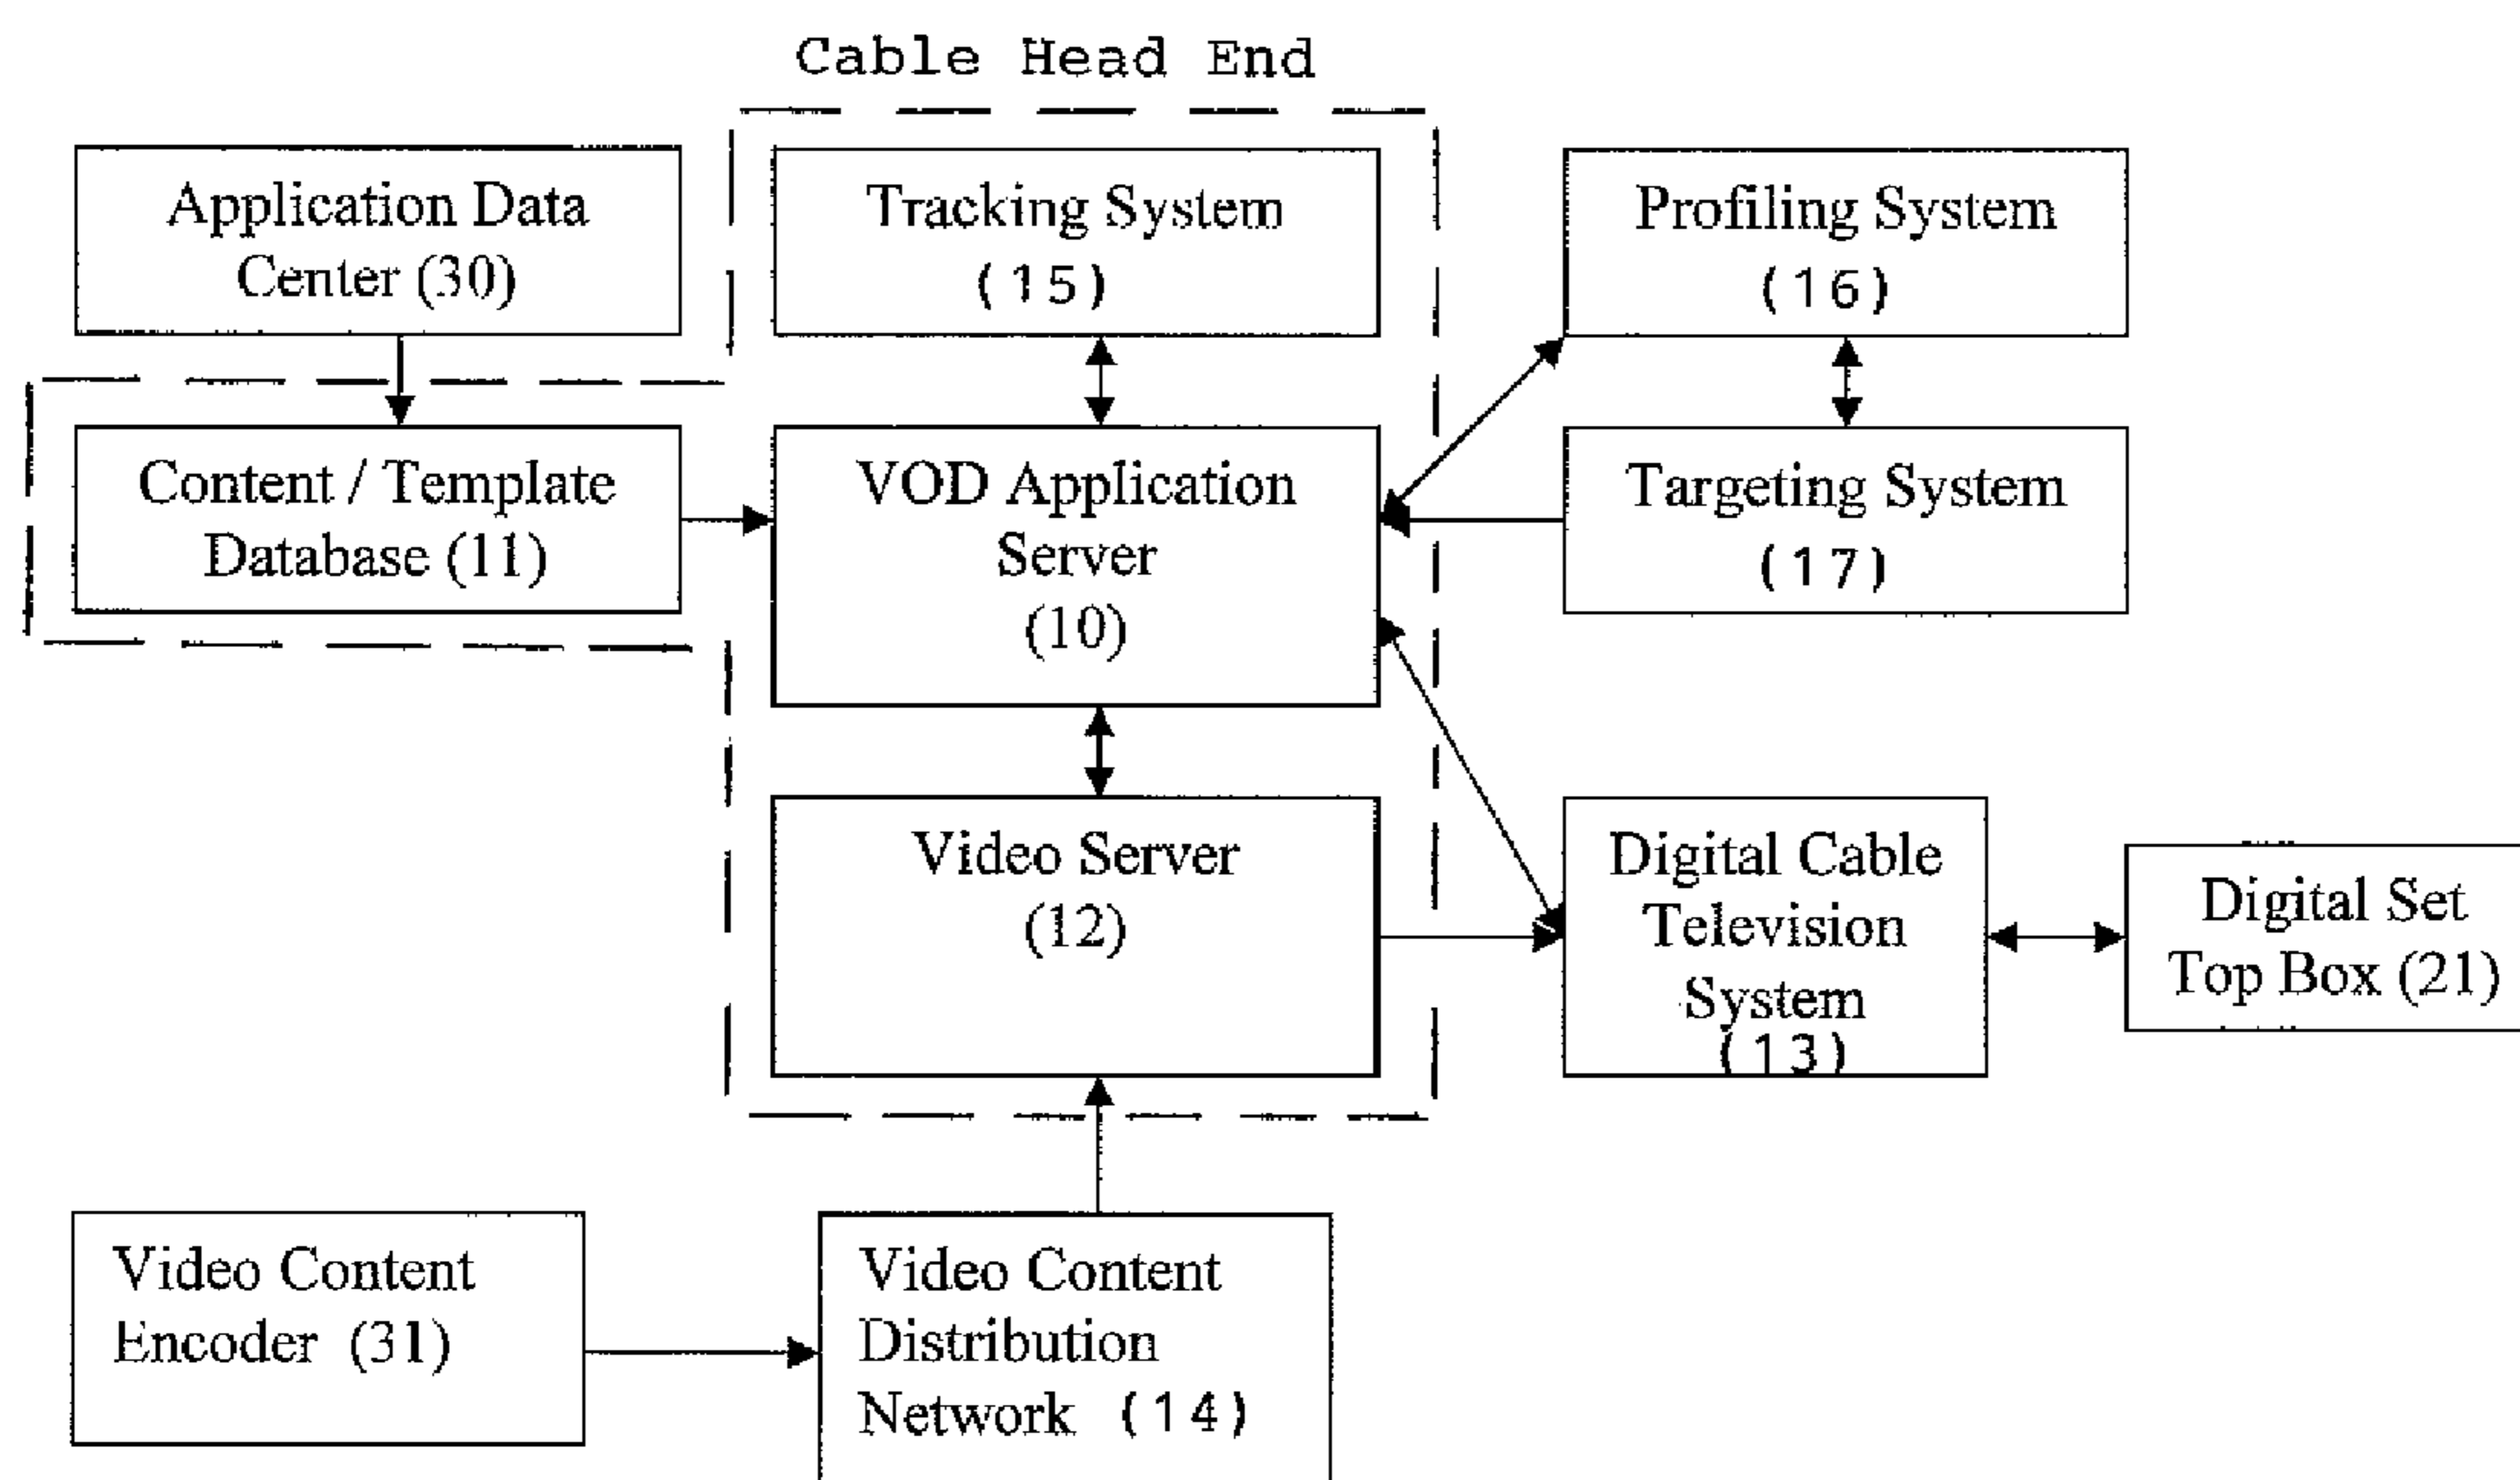 Cable Head End
Application Data
Center (30)
Tracking System
(15)
Profiling System
(16)
Content / Template
Database (11)
VOD Application
Server
(10)
Targeting System
(17)
Video Server
(12)
Digital Cable
Television
System
(13)
Digital Set
Top Box (21)
Video Content
Encoder (31)
Video Content
Distribution
Network (14)